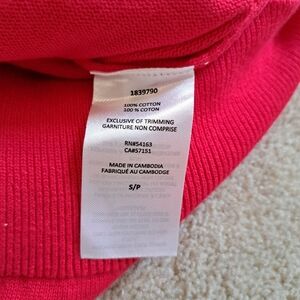 1839790
100% COTTON
100 % COTON
EXCLUSIVE OF TRIMMING
GARNITURE NON COMPRISE
RN#54163
CA#57151
MADE IN CAMBODIA
FABRIQUÉ AU CAMBODGE
S/P